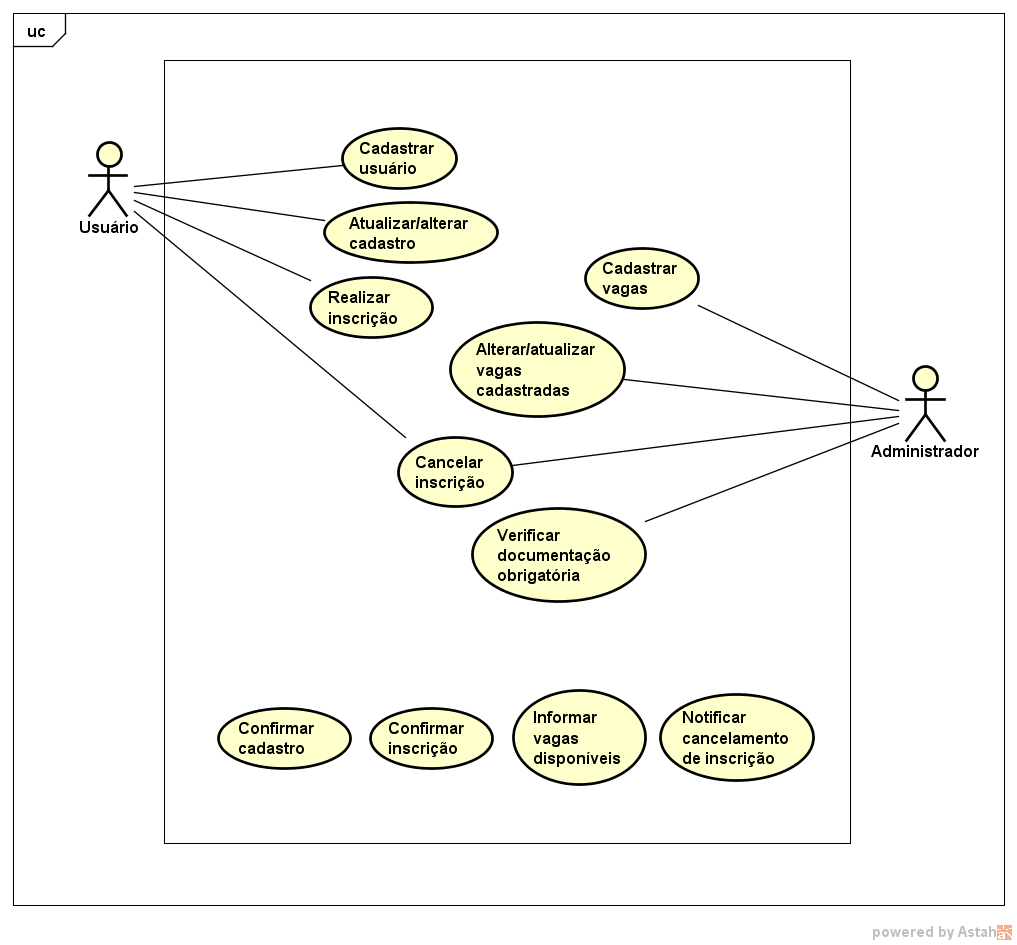 uc
Usuário
Cadastrar
usuário
Atualizar/alterar
cadastro
Realizar
inscrição
Cadastrar
vagas
Alterar/atualizar
vagas
cadastradas
Administrador
Cancelar
inscrição
Verificar
documentação
obrigatória
Confirmar
cadastro
Confirmar
inscrição
Informar
vagas
disponíveis
Notificar
cancelamento
de inscrição
powered by Astah